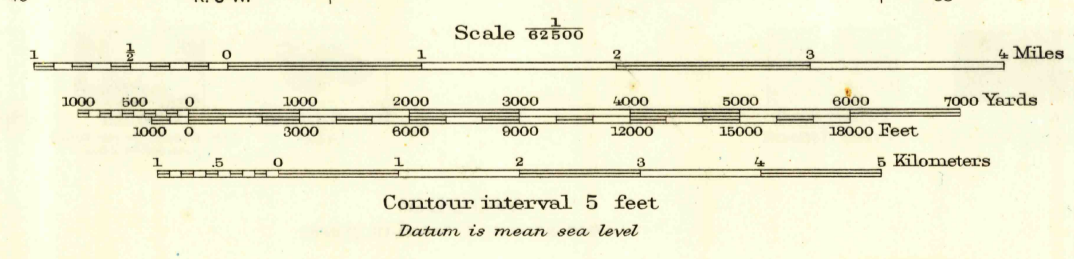 Scale 1/62500
1 1/2 0 1 2 3 4 Miles
1000 500 0 1000 2000 3000 4000 5000 6000 7000 Yards
1000 0 3000 6000 9000 12000 15000 18000 Feet
1 .5 0 1 2 3 4 5 Kilometers
Contour interval 5 feet
Datum is mean sea level